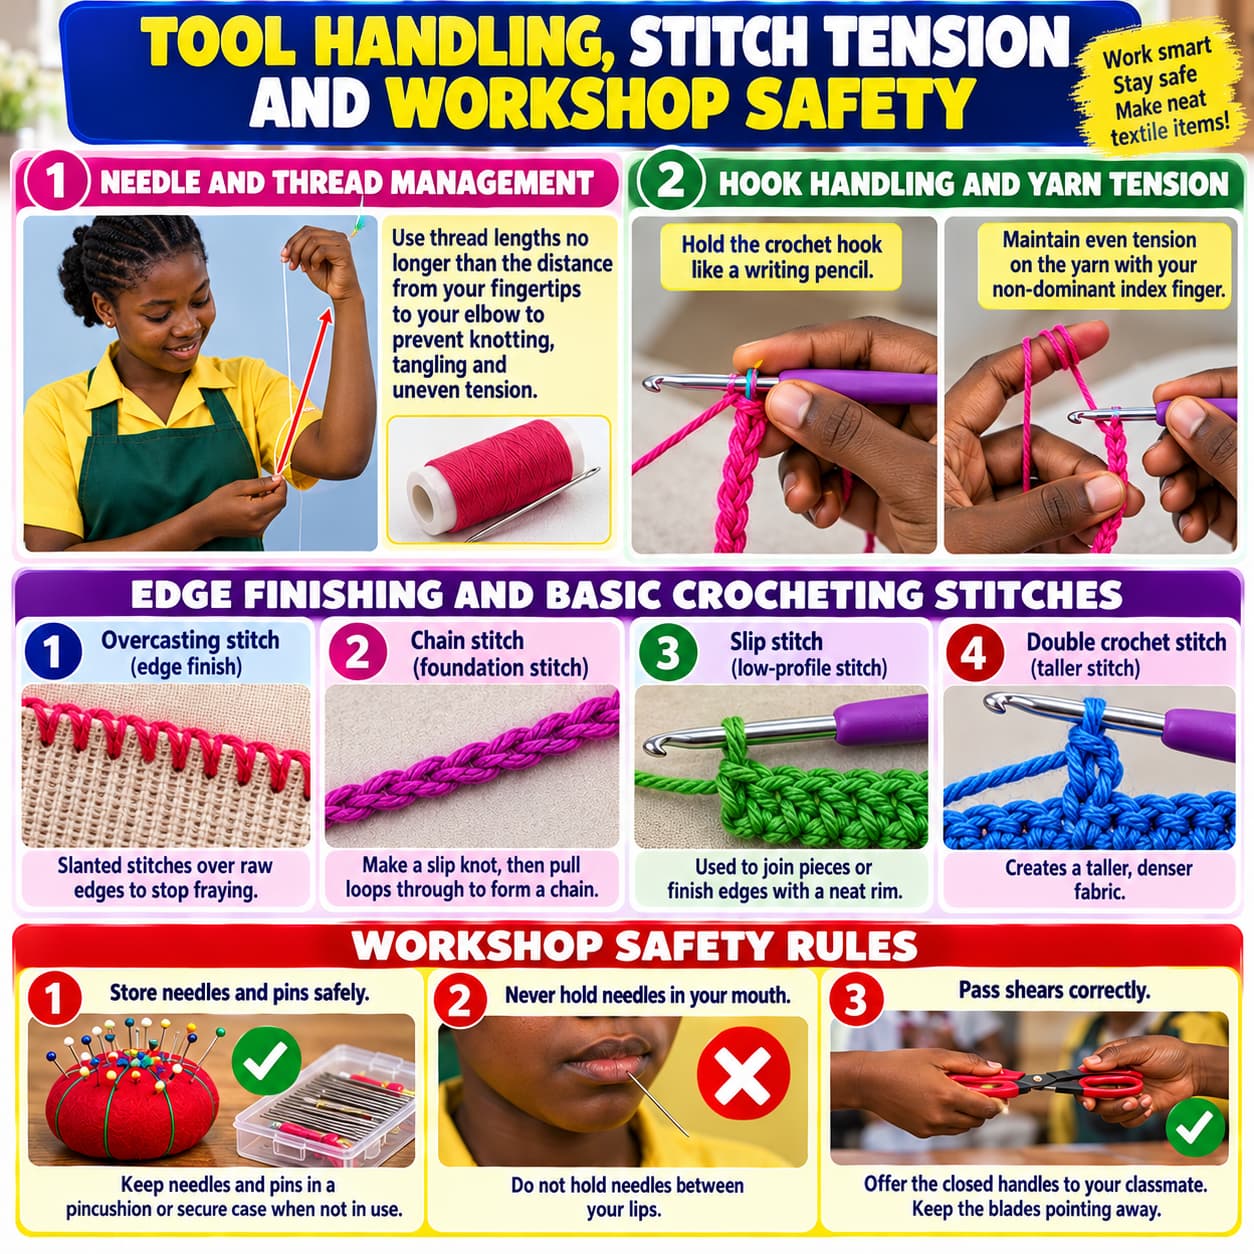 TOOL HANDLING, STITCH TENSION
AND WORKSHOP SAFETY
Work smart
Stay safe
Make neat
textile items!
1 NEEDLE AND THREAD MANAGEMENT
Use thread lengths no
longer than the distance
from your fingertips
to your elbow to
prevent knotting,
tangling and
uneven tension.
2 HOOK HANDLING AND YARN TENSION
Hold the crochet hook
like a writing pencil.
Maintain even tension
on the yarn with your
non-dominant index finger.
EDGE FINISHING AND BASIC CROCHETING STITCHES
1 Overcasting stitch
(edge finish)
Slanted stitches over raw
edges to stop fraying.
2 Chain stitch
(foundation stitch)
Make a slip knot, then pull
loops through to form a chain.
3 Slip stitch
(low-profile stitch)
Used to join pieces or
finish edges with a neat rim.
4 Double crochet stitch
(taller stitch)
Creates a taller, denser
fabric.
WORKSHOP SAFETY RULES
1 Store needles and pins safely.
Keep needles and pins in a
pincushion or secure case when not in use.
2 Never hold needles in your mouth.
Do not hold needles between
your lips.
3 Pass shears correctly.
Offer the closed handles to your classmate.
Keep the blades pointing away.